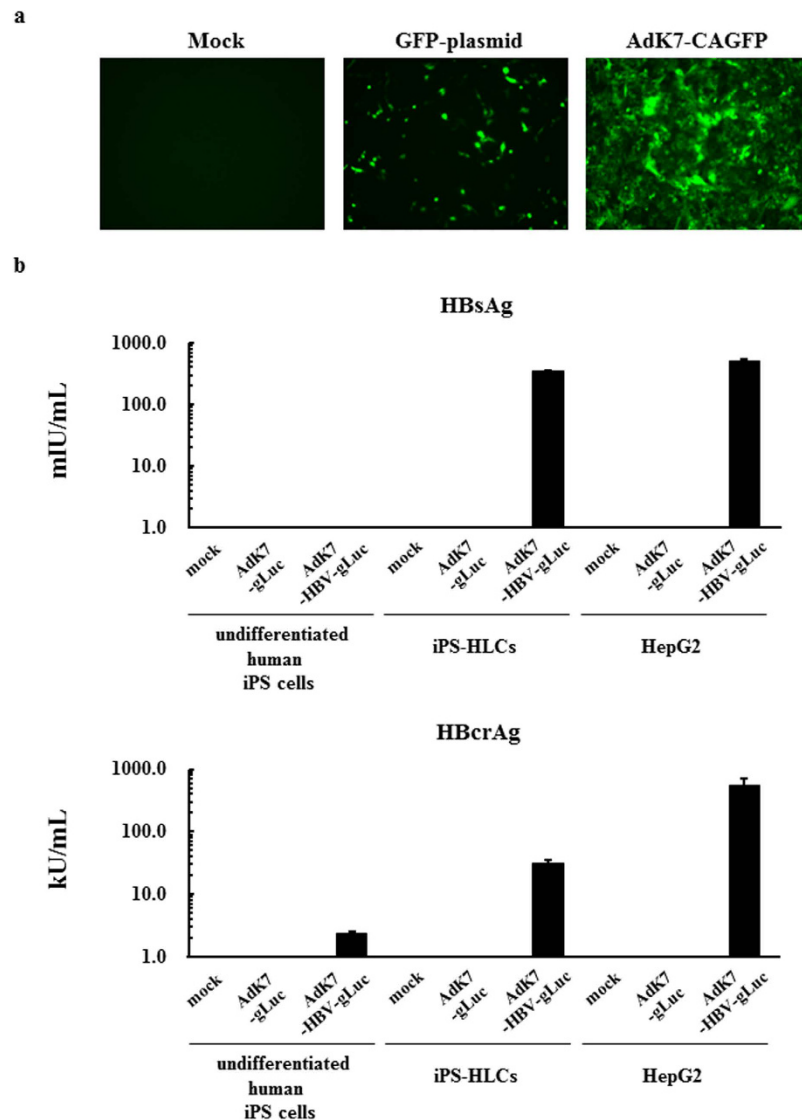 a
Mock GFP-plasmid AdK7-CAGFP
b
HBsAg
mIU/mL
1000.0
100.0
10.0
1.0
mock
AdK7
-gLuc
AdK7
-HBV-gLuc
mock
AdK7
-gLuc
AdK7
-HBV-gLuc
mock
AdK7
-gLuc
AdK7
-HBV-gLuc
undifferentiated
human
iPS cells
iPS-HLCs
HepG2
HBcrAg
kU/mL
1000.0
100.0
10.0
1.0
mock
AdK7
-gLuc
AdK7
-HBV-gLuc
mock
AdK7
-gLuc
AdK7
-HBV-gLuc
mock
AdK7
-gLuc
AdK7
-HBV-gLuc
undifferentiated
human
iPS cells
iPS-HLCs
HepG2